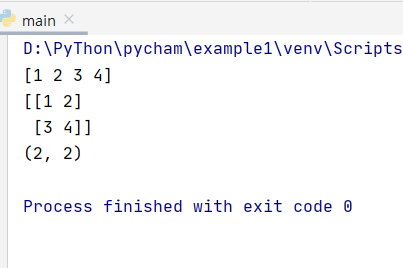 main
D:\PyThon\pycham\example1\venv\Scripts
[1 2 3 4]
[[1 2]
 [3 4]]
(2, 2)
Process finished with exit code 0